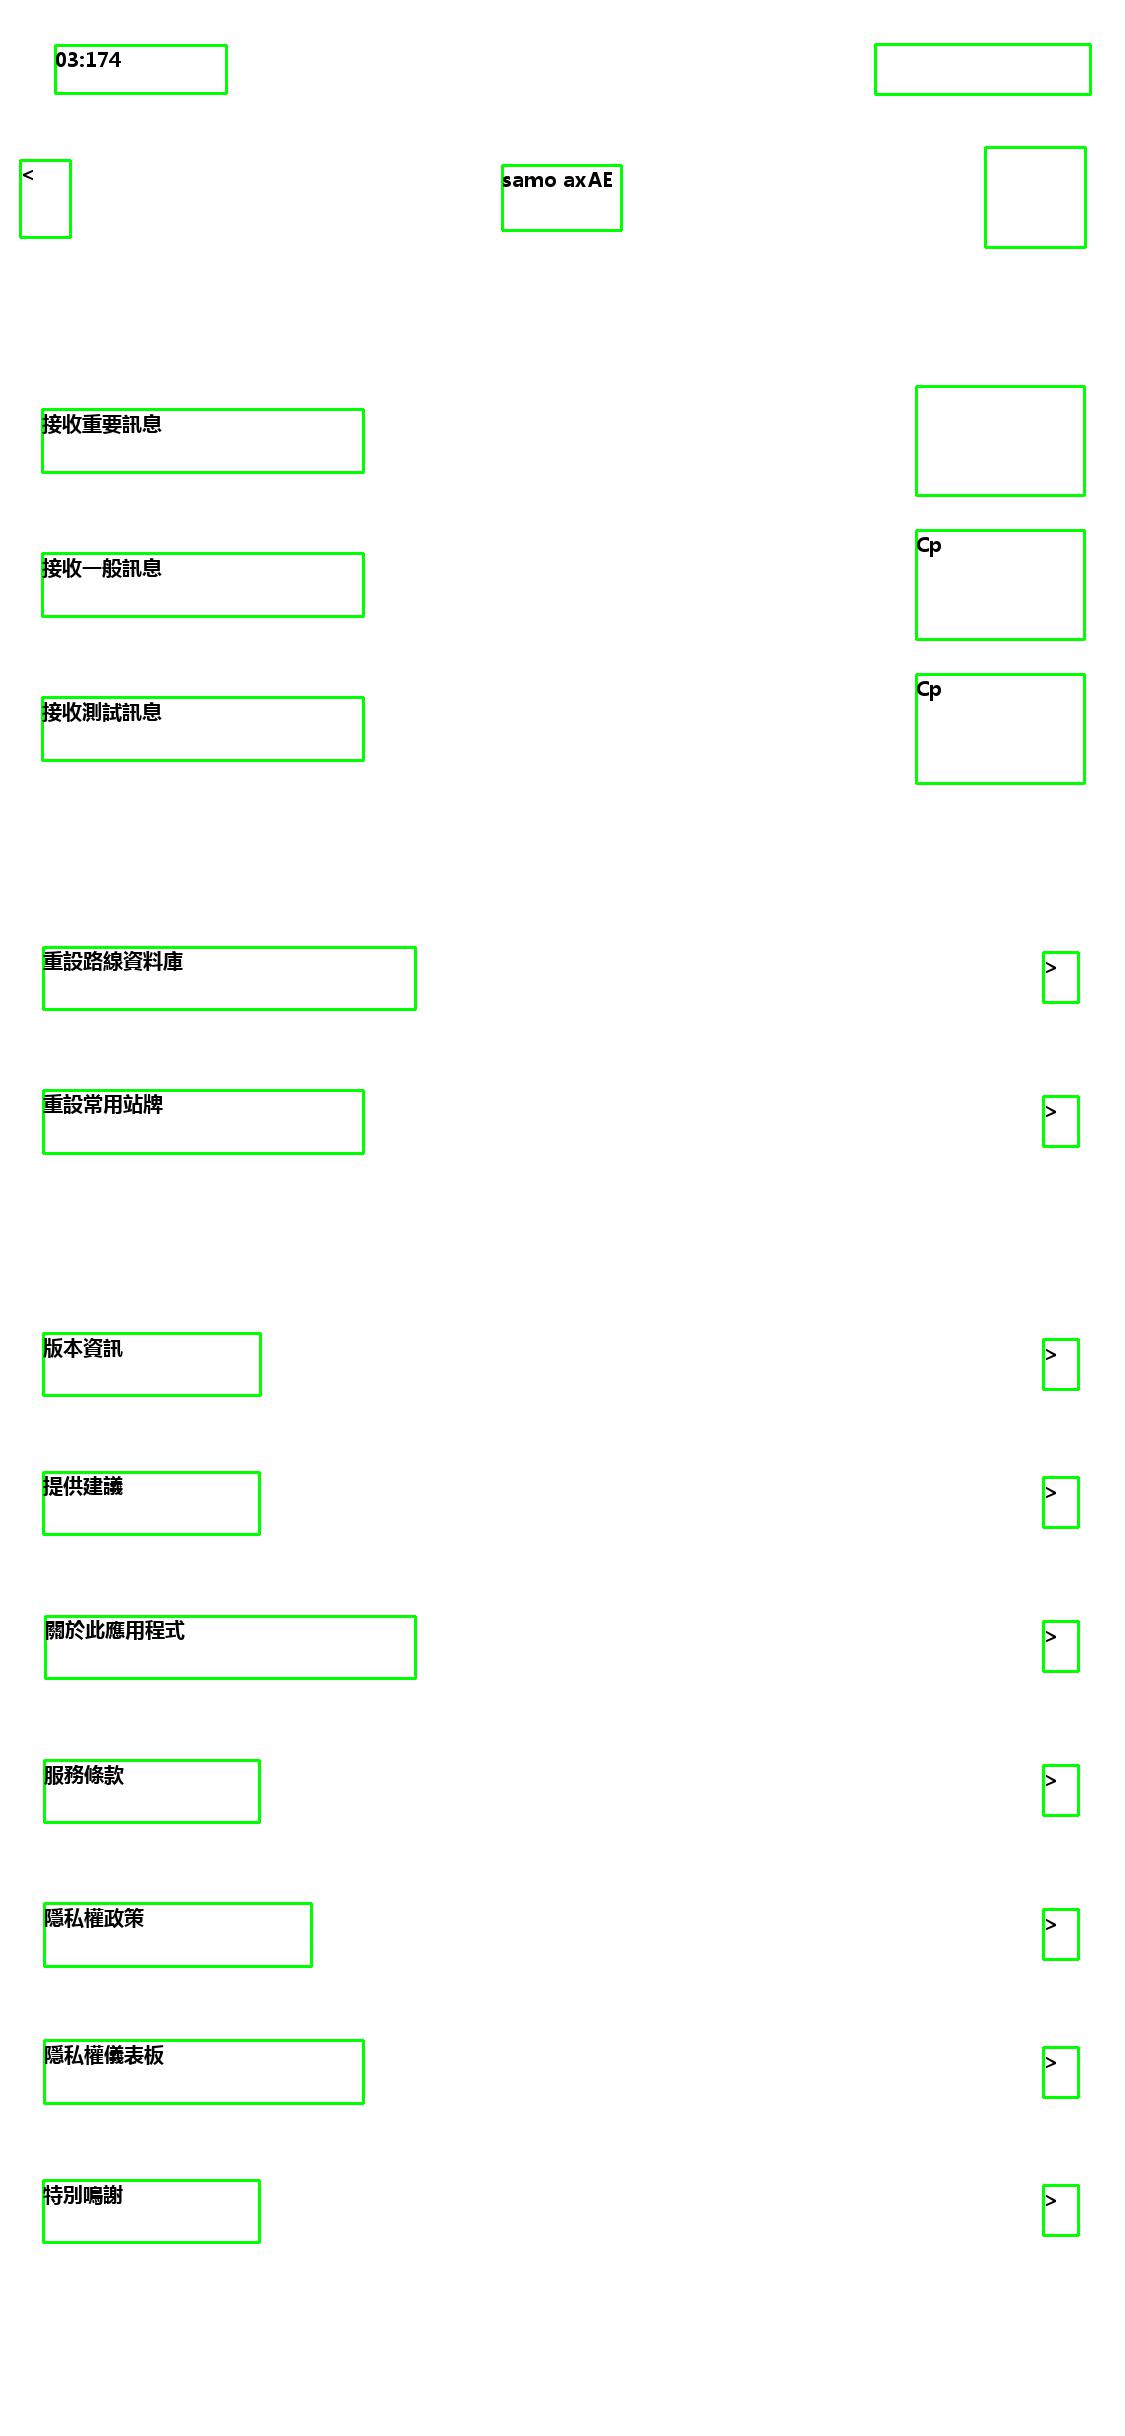 03:174
< samo axAE
接收重要訊息
接收一般訊息 Cp
接收測試訊息 Cp
重設路線資料庫 >
重設常用站牌 >
版本資訊 >
提供建議 >
關於此應用程式 >
服務條款 >
隱私權政策 >
隱私權儀表板 >
特別鳴謝 >